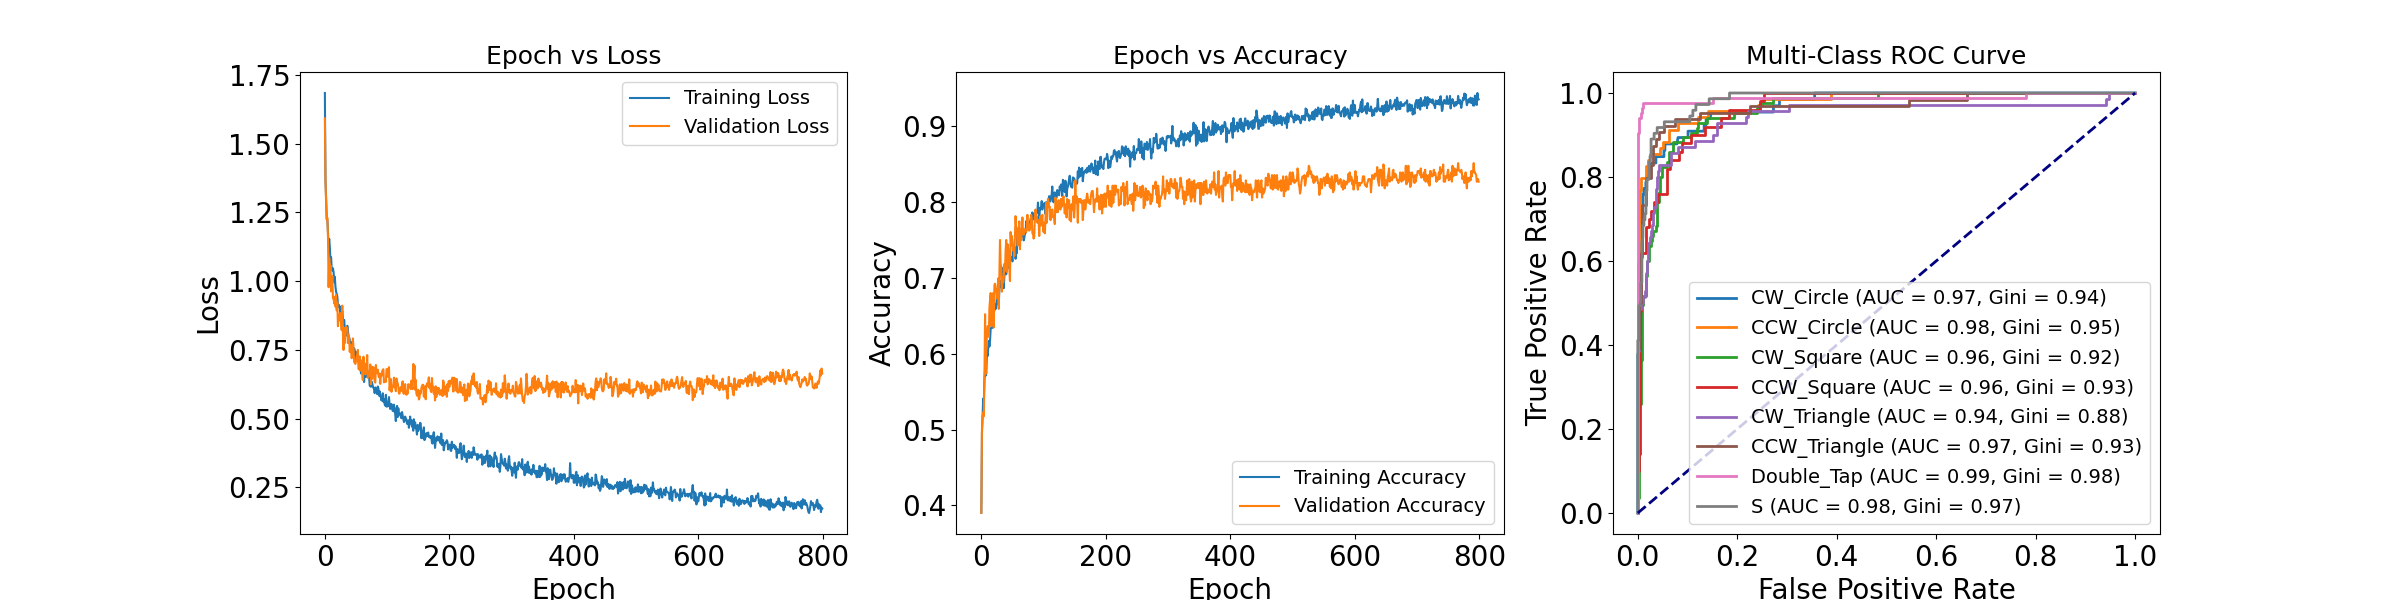 Epoch vs Loss
1.75
1.50
1.25
1.00
0.75
0.50
0.25
Loss
Training Loss
Validation Loss
0 200 400 600 800
Epoch
Epoch vs Accuracy
0.9
0.8
0.7
0.6
0.5
0.4
Accuracy
Training Accuracy
Validation Accuracy
0 200 400 600 800
Epoch
Multi-Class ROC Curve
1.0
0.8
0.6
0.4
0.2
0.0
True Positive Rate
CW_Circle (AUC = 0.97, Gini = 0.94)
CCW_Circle (AUC = 0.98, Gini = 0.95)
CW_Square (AUC = 0.96, Gini = 0.92)
CCW_Square (AUC = 0.96, Gini = 0.93)
CW_Triangle (AUC = 0.94, Gini = 0.88)
CCW_Triangle (AUC = 0.97, Gini = 0.93)
Double_Tap (AUC = 0.99, Gini = 0.98)
S (AUC = 0.98, Gini = 0.97)
0.0 0.2 0.4 0.6 0.8 1.0
False Positive Rate